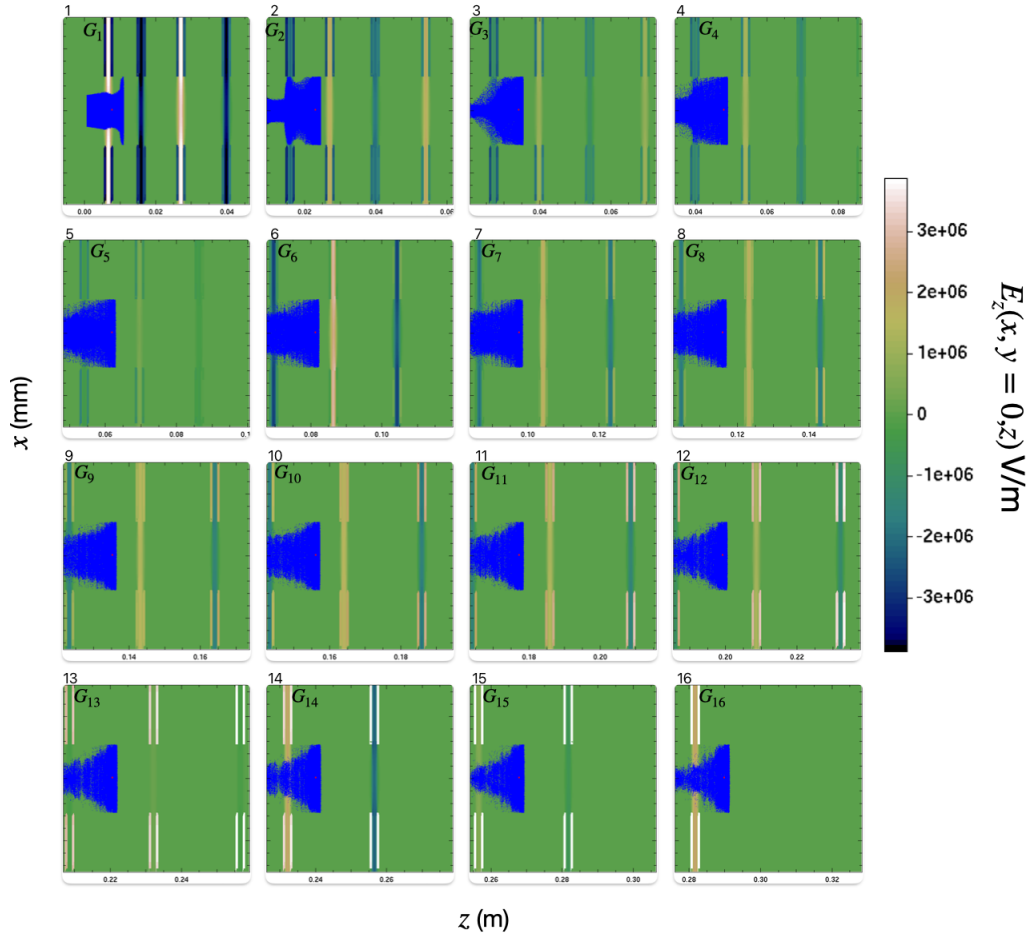 1 2 3 4
G1 G2 G3 G4
0.00 0.02 0.04 0.02 0.04 0.06 0.04 0.06 0.04 0.06 0.08
5 6 7 8
G5 G6 G7 G8
0.06 0.08 0.1 0.08 0.10 0.10 0.12 0.12 0.14
9 10 11 12
G9 G10 G11 G12
0.14 0.16 0.16 0.18 0.18 0.20 0.20 0.22
13 14 15 16
G13 G14 G15 G16
0.22 0.24 0.24 0.26 0.26 0.28 0.30 0.28 0.30 0.32
x (mm)
z (m)
3e+06
2e+06
1e+06
0
-1e+06
-2e+06
-3e+06
Ez(x, y = 0,z) V/m